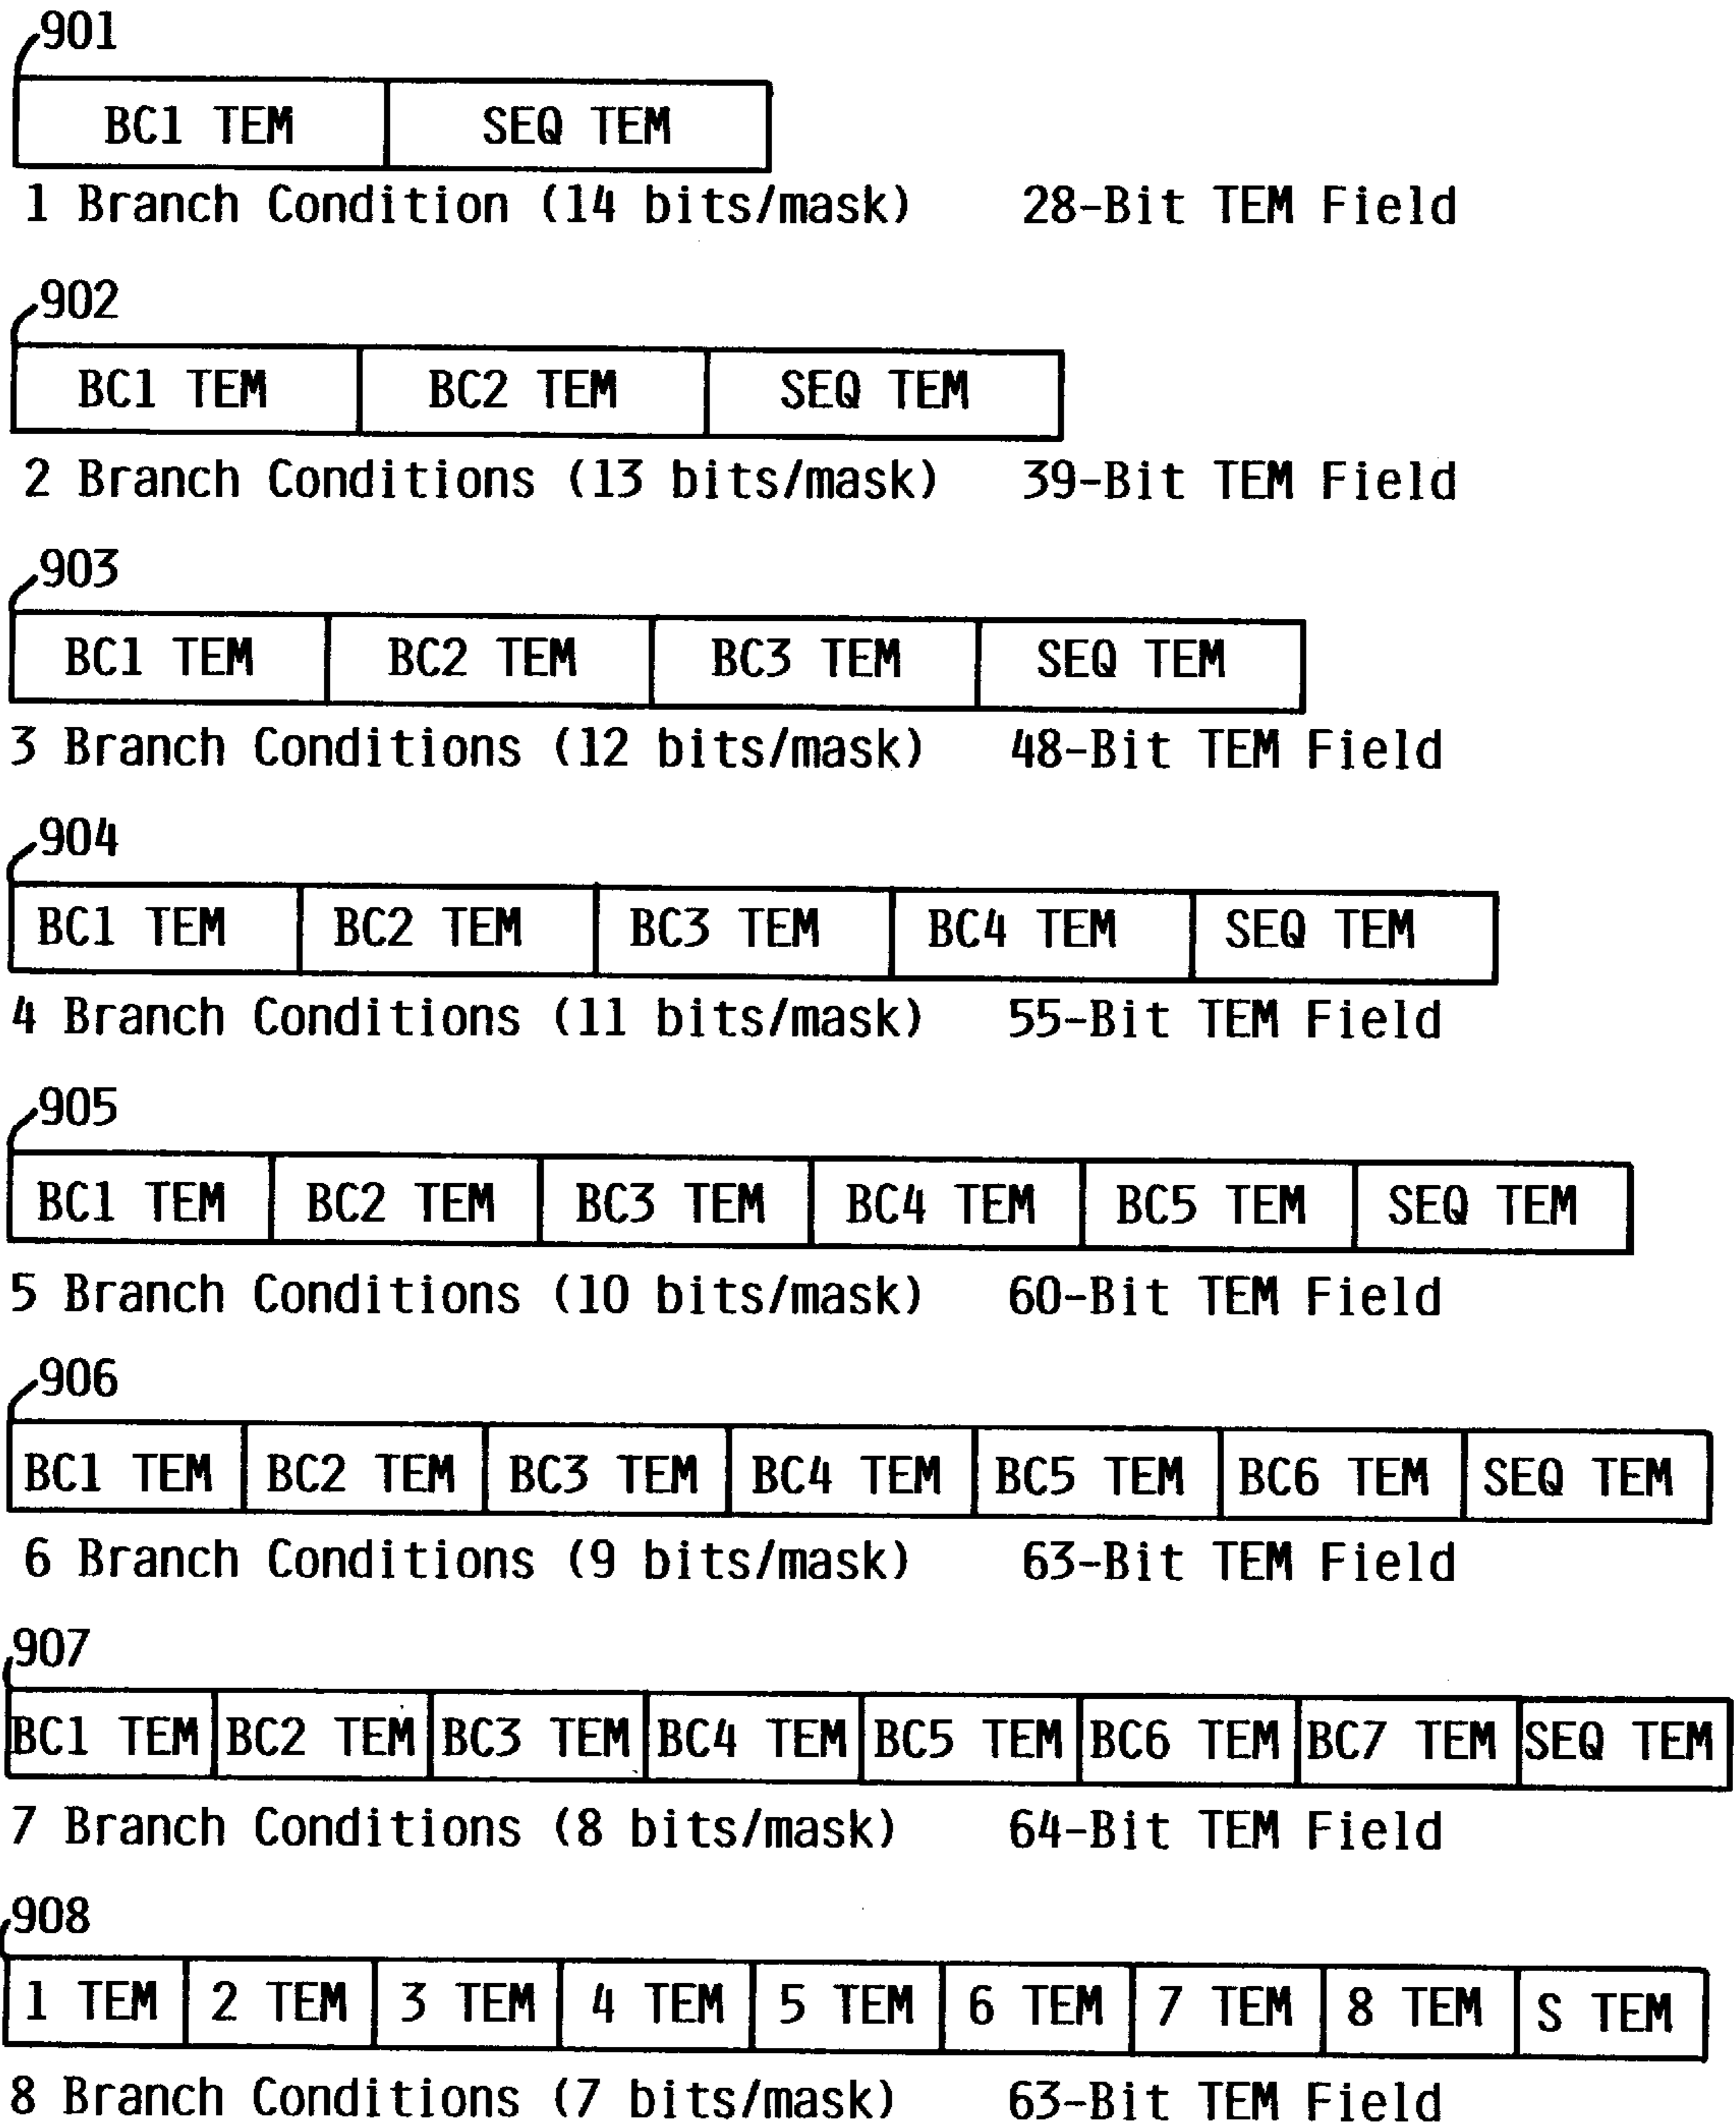 901
BC1 TEM SEQ TEM
1 Branch Condition (14 bits/mask) 28-Bit TEM Field
902
BC1 TEM BC2 TEM SEQ TEM
2 Branch Conditions (13 bits/mask) 39-Bit TEM Field
903
BC1 TEM BC2 TEM BC3 TEM SEQ TEM
3 Branch Conditions (12 bits/mask) 48-Bit TEM Field
904
BC1 TEM BC2 TEM BC3 TEM BC4 TEM SEQ TEM
4 Branch Conditions (11 bits/mask) 55-Bit TEM Field
905
BC1 TEM BC2 TEM BC3 TEM BC4 TEM BC5 TEM SEQ TEM
5 Branch Conditions (10 bits/mask) 60-Bit TEM Field
906
BC1 TEM BC2 TEM BC3 TEM BC4 TEM BC5 TEM BC6 TEM SEQ TEM
6 Branch Conditions (9 bits/mask) 63-Bit TEM Field
907
BC1 TEM BC2 TEM BC3 TEM BC4 TEM BC5 TEM BC6 TEM BC7 TEM SEQ TEM
7 Branch Conditions (8 bits/mask) 64-Bit TEM Field
908
1 TEM 2 TEM 3 TEM 4 TEM 5 TEM 6 TEM 7 TEM 8 TEM S TEM
8 Branch Conditions (7 bits/mask) 63-Bit TEM Field